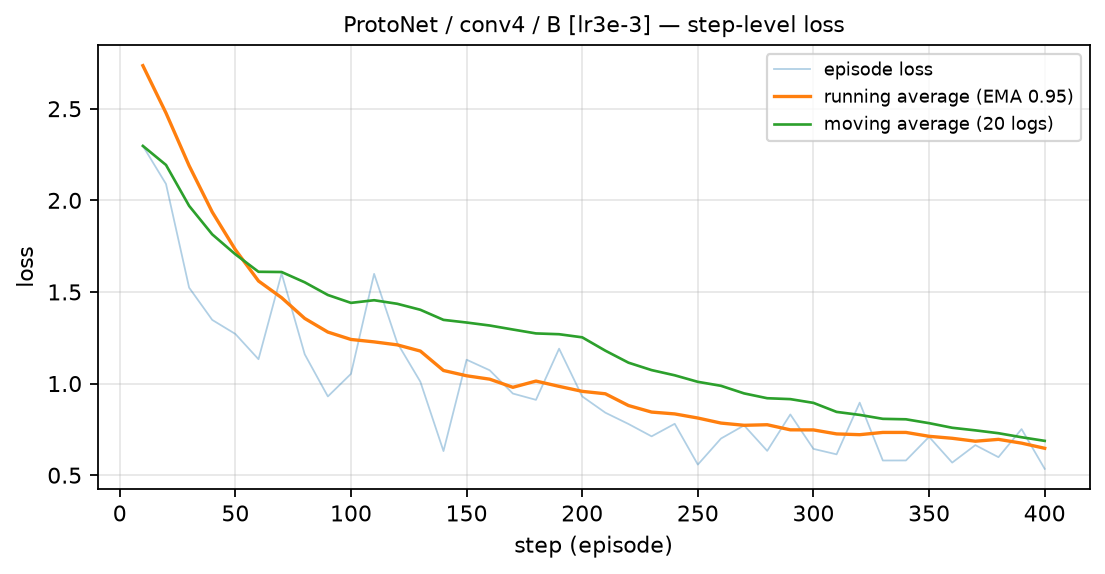 ProtoNet / conv4 / B [lr3e-3] — step-level loss
episode loss
running average (EMA 0.95)
moving average (20 logs)
loss
2.5
2.0
1.5
1.0
0.5
0 50 100 150 200 250 300 350 400
step (episode)